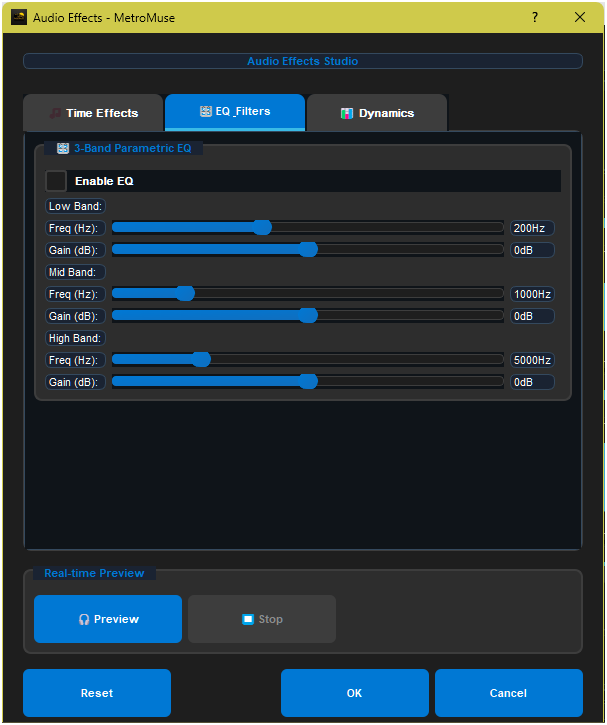 Audio Effects - MetroMuse ?
Audio Effects Studio
Time Effects EQ_Filters Dynamics
3-Band Parametric EQ
Enable EQ
Low Band:
Freq (Hz): 200Hz
Gain (dB): 0dB
Mid Band:
Freq (Hz): 1000Hz
Gain (dB): 0dB
High Band:
Freq (Hz): 5000Hz
Gain (dB): 0dB
Real-time Preview
Preview Stop
Reset OK Cancel